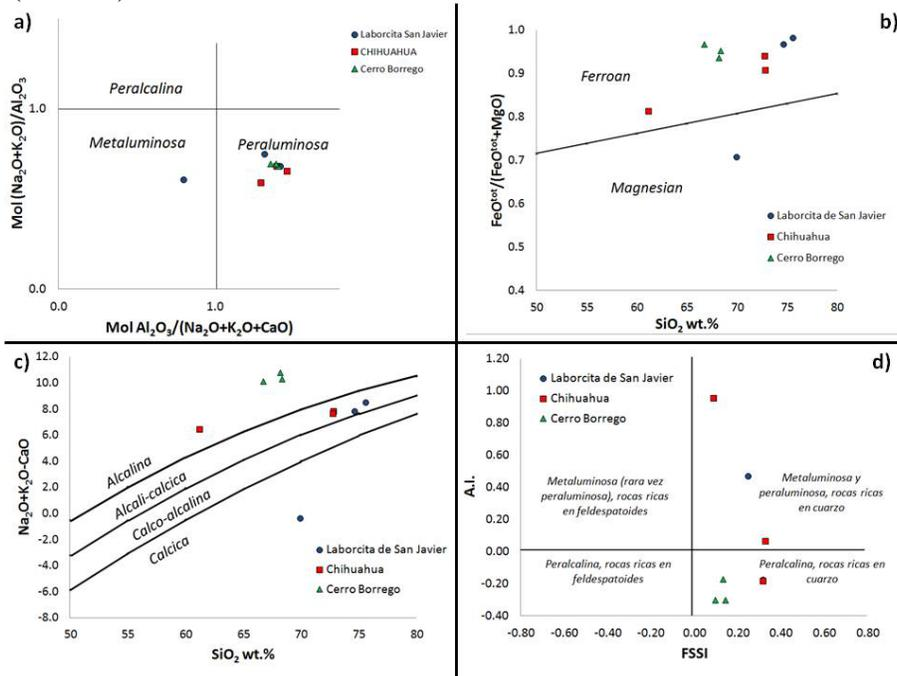 a)
Laborcita San Javier
CHIHUAHUA
Cerro Borrego
Mol (Na2O+K2O)/Al2O3
1.0
0.0
Peralcalina
Metaluminosa
Peraluminosa
0.0
1.0
Mol Al2O3/(Na2O+K2O+CaO)
b)
FeOtot/(FeOtot+MgO)
1.0
0.9
0.8
0.7
0.6
0.5
0.4
Ferroan
Magnesian
Laborcita de San Javier
Chihuahua
Cerro Borrego
50 55 60 65 70 75 80
SiO2 wt.%
c)
Na2O+K2O-CaO
12.0
10.0
8.0
6.0
4.0
2.0
0.0
-2.0
-4.0
-6.0
-8.0
Alcalina
Alcali-calcica
Calco-alcalina
Calcica
Laborcita de San Javier
Chihuahua
Cerro Borrego
50 55 60 65 70 75 80
SiO2 wt.%
d)
A.I.
1.20
1.00
0.80
0.60
0.40
0.20
0.00
-0.20
-0.40
Laborcita de San Javier
Chihuahua
Cerro Borrego
Metaluminosa (rara vez
peraluminosa), rocas ricas
en feldespatoides
Metaluminosa y
peraluminosa, rocas ricas
en cuarzo
Peralcalina, rocas ricas en
feldespatoides
Peralcalina, rocas ricas en
cuarzo
-0.80 -0.60 -0.40 -0.20 0.00 0.20 0.40 0.60 0.80
FSSI